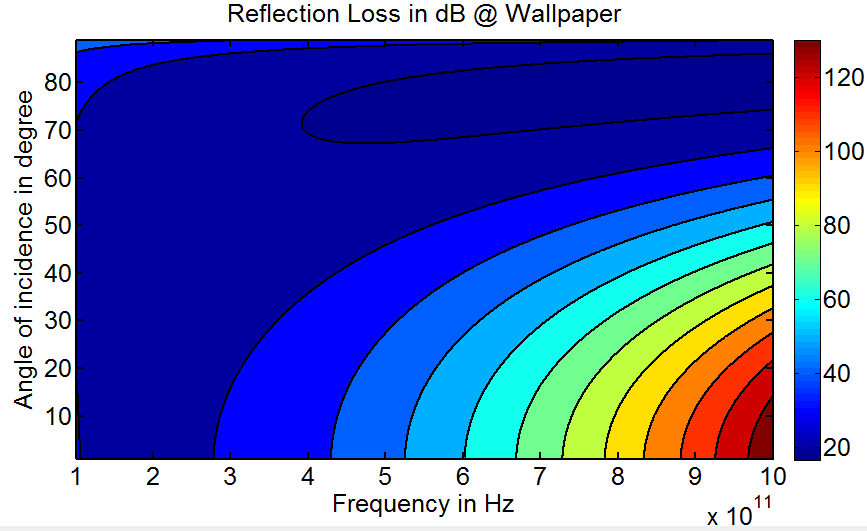 Reflection Loss in dB @ Wallpaper
Angle of incidence in degree
80
70
60
50
40
30
20
10
1 2 3 4 5 6 7 8 9 10
Frequency in Hz
x 10¹¹
120
100
80
60
40
20